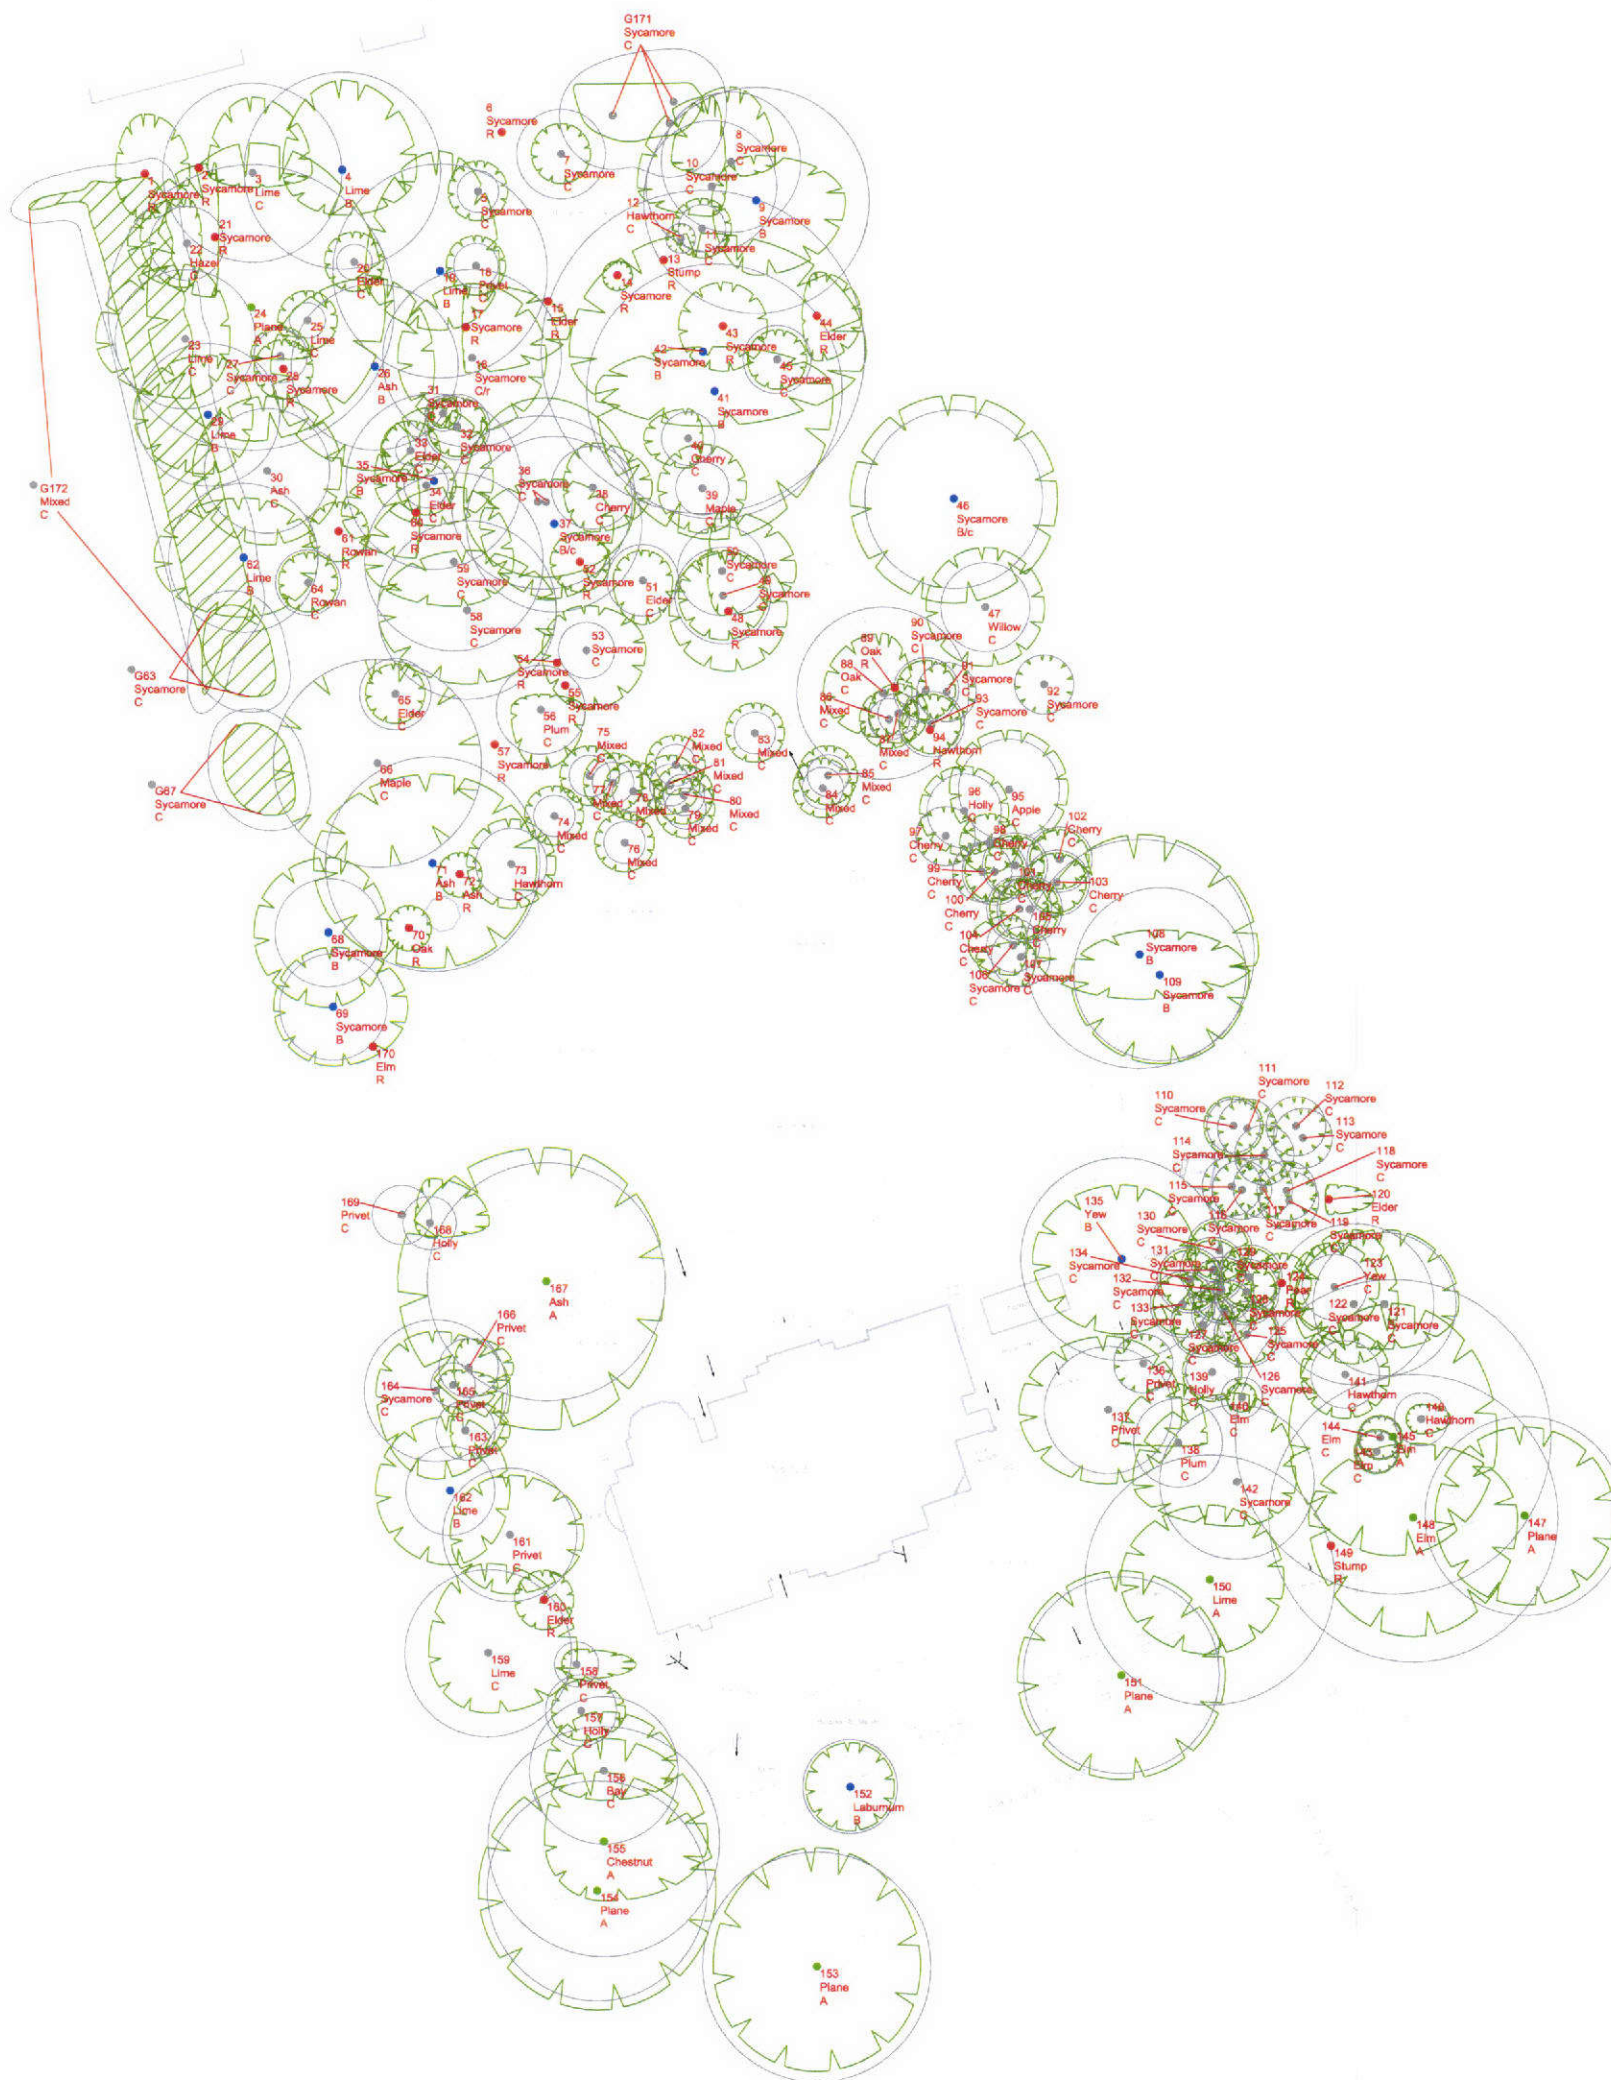 G171
Sycamore
C
6
Sycamore
R
7
Sycamore
C
8
Sycamore
C
10
Sycamore
C
9
Sycamore
B
12
Hawthorn
C
11
Sycamore
C
13
Stump
R
14
Sycamore
R
1
Sycamore
R
2
Sycamore
R
3
Lime
C
4
Lime
B
5
Sycamore
C
21
Sycamore
R
22
Hazel
C
20
Elder
C
19
Lime
B
18
Privet
C
15
Elder
R
17
Sycamore
R
16
Sycamore
C/r
24
Plane
A
25
Lime
C
23
Lime
C
27
Sycamore
C
28
Sycamore
R
26
Ash
B
43
Sycamore
R
44
Elder
R
42
Sycamore
B
45
Sycamore
C
41
Sycamore
B
40
Cherry
C
39
Maple
C
29
Lime
B
30
Ash
C
31
Sycamore
32
Sycamore
C
33
Elder
C
35
Sycamore
B
34
Elder
C
36
C
38
Cherry
C
37
Sycamore
B/c
60
Sycamore
R
61
Rowan
R
46
Sycamore
B/c
G172
Mixed
C
62
Lime
B
64
Rowan
C
59
Sycamore
C
52
Sycamore
R
51
Elder
C
50
Sycamore
C
49
Sycamore
C
48
Sycamore
R
47
Willow
C
58
Sycamore
C
53
Sycamore
C
54
Sycamore
R
55
Sycamore
R
56
Plum
C
57
Sycamore
R
G63
Sycamore
C
65
Elder
C
66
Maple
C
G67
Sycamore
C
90
Sycamore
C
89
Oak
R
88
Oak
C
91
Sycamore
C
93
Sycamore
C
92
Sycamore
C
86
Mixed
C
87
Mixed
C
94
Hawthorn
R
75
Mixed
C
82
Mixed
C
81
Mixed
C
80
Mixed
C
83
Mixed
C
85
Mixed
C
84
Mixed
C
77
Mixed
C
78
Mixed
C
79
Mixed
C
74
Mixed
C
76
Mixed
C
96
Holly
C
95
Apple
C
97
Cherry
C
98
Cherry
C
102
Cherry
C
99
Cherry
C
101
Cherry
103
Cherry
C
100
Cherry
C
105
Cherry
C
104
Cherry
C
107
Sycamore
C
106
Sycamore
C
108
Sycamore
B
109
Sycamore
B
71
Ash
B
72
Ash
R
73
Hawthorn
C
70
Oak
R
68
Sycamore
B
69
Sycamore
B
170
Elm
R
111
Sycamore
C
110
Sycamore
C
112
Sycamore
C
113
Sycamore
C
114
Sycamore
C
118
Sycamore
C
115
Sycamore
C
120
Elder
R
116
Sycamore
C
117
Sycamore
C
119
Sycamore
C
135
Yew
B
130
Sycamore
C
131
Sycamore
C
134
Sycamore
C
129
Sycamore
124
Pear
R
123
Yew
C
132
Sycamore
C
122
Sycamore
C
121
Sycamore
C
133
Sycamore
C
128
Sycamore
C
127
Sycamore
C
125
Sycamore
C
126
Sycamore
C
136
Privet
C
139
Holly
C
140
Elm
C
141
Hawthorn
C
146
Hawthorn
C
144
Elm
C
145
Elm
A
143
Elm
C
137
Privet
C
138
Plum
C
142
Sycamore
C
148
Elm
A
147
Plane
A
149
Stump
R
150
Lime
A
151
Plane
A
169
Privet
C
168
Holly
C
167
Ash
A
166
Privet
C
164
Sycamore
C
165
Privet
C
163
Privet
C
162
Lime
B
161
Privet
C
160
Elder
R
159
Lime
C
158
Privet
C
157
Holly
C
156
Bay
C
155
Chestnut
A
154
Plane
A
152
Laburnum
B
153
Plane
A